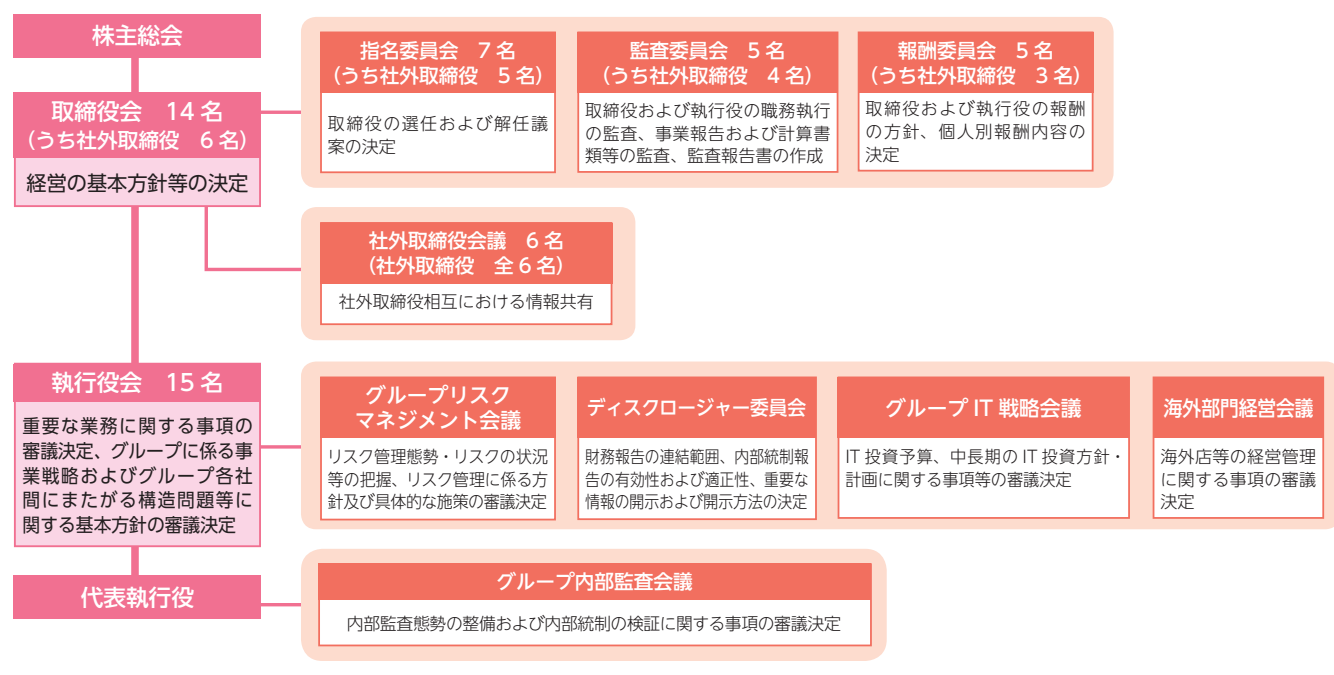 株主総会
取締役会　14 名
（うち社外取締役　6 名）
経営の基本方針等の決定
指名委員会　7 名
（うち社外取締役　5 名）
取締役の選任および解任議
案の決定
監査委員会　5 名
（うち社外取締役　4 名）
取締役および執行役の職務執行
の監査、事業報告および計算書
類等の監査、監査報告書の作成
報酬委員会　5 名
（うち社外取締役　3 名）
取締役および執行役の報酬
の方針、個人別報酬内容の
決定
社外取締役会議　6 名
（社外取締役　全 6 名）
社外取締役相互における情報共有
執行役会　15 名
重要な業務に関する事項の
審議決定、グループに係る事
業戦略およびグループ各社
間にまたがる構造問題等に
関する基本方針の審議決定
グループリスク
マネジメント会議
リスク管理態勢・リスクの状況
等の把握、リスク管理に係る方
針及び具体的な施策の審議決定
ディスクロージャー委員会
財務報告の連結範囲、内部統制報
告の有効性および適正性、重要な
情報の開示および開示方法の決定
グループ IT 戦略会議
IT 投資予算、中長期の IT 投資方針・
計画に関する事項等の審議決定
海外部門経営会議
海外店等の経営管理
に関する事項の審議
決定
代表執行役
グループ内部監査会議
内部監査態勢の整備および内部統制の検証に関する事項の審議決定